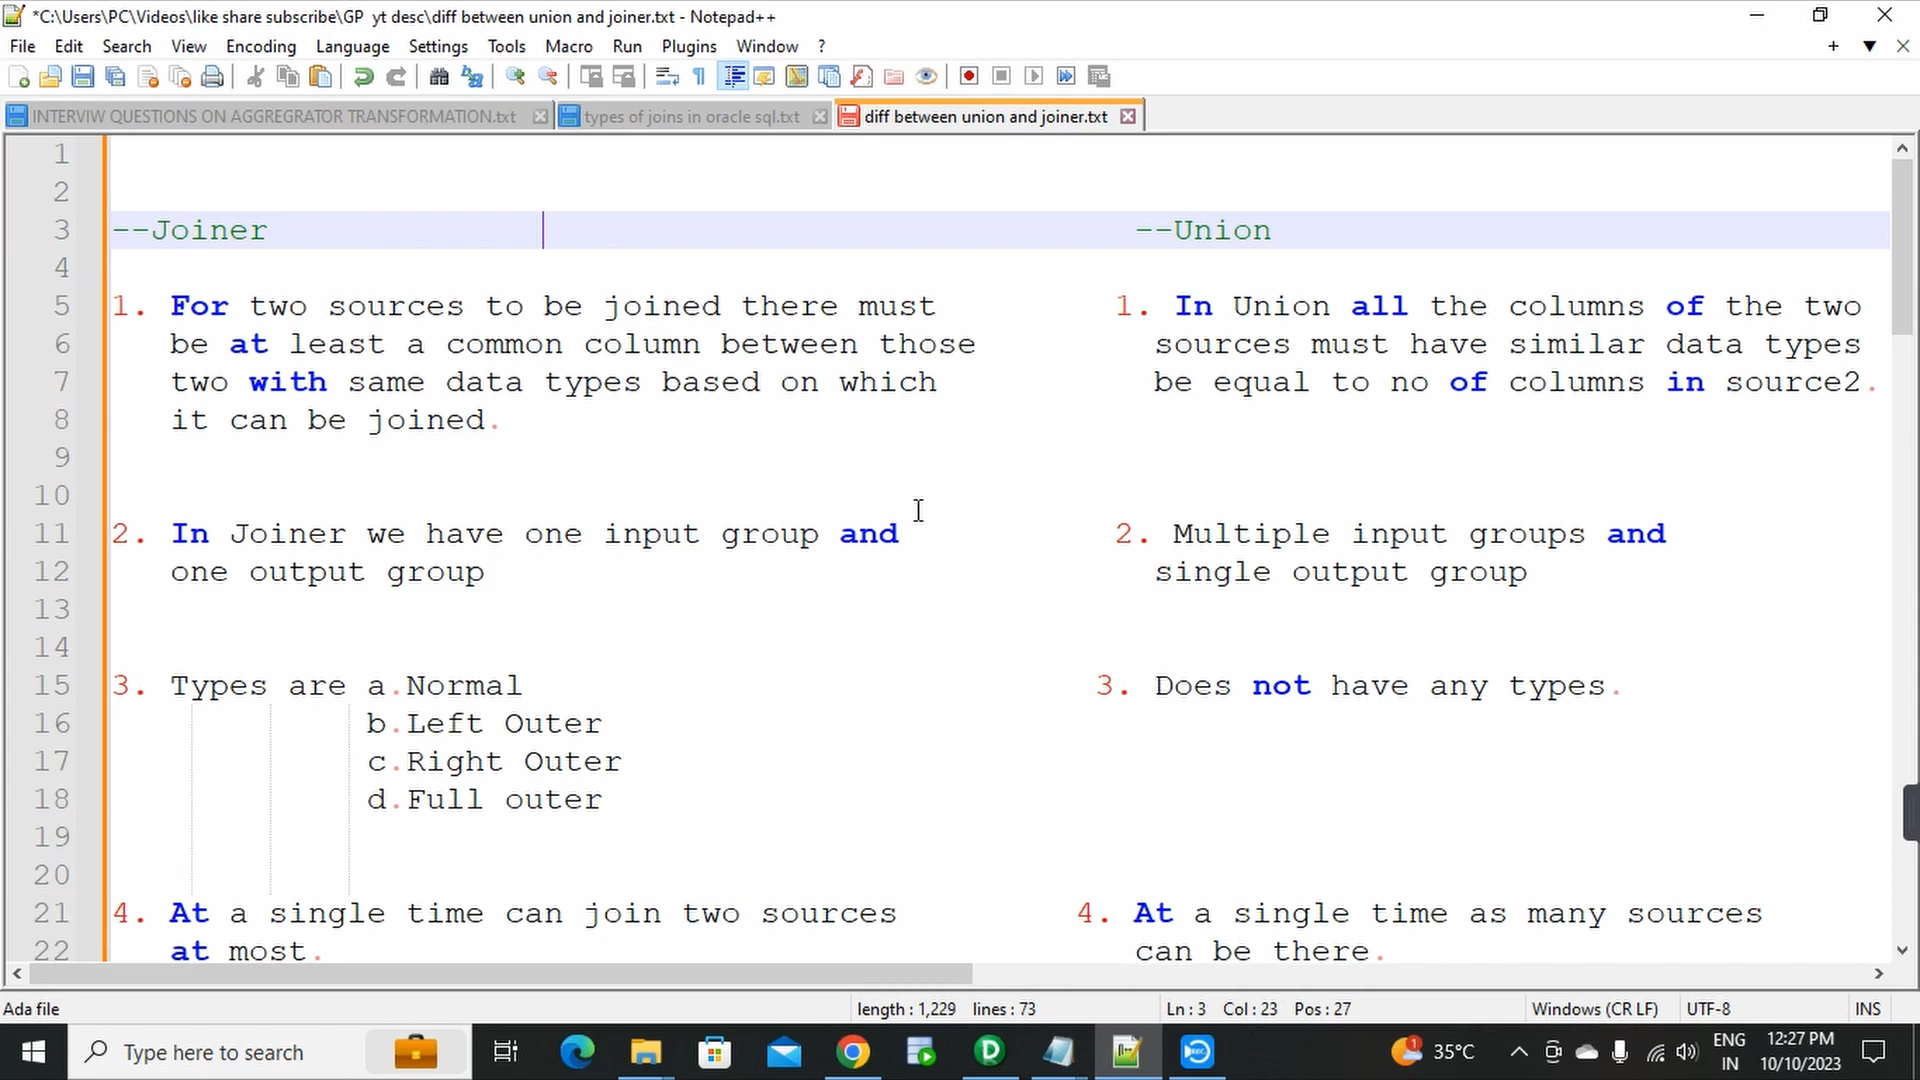 *C:\Users\PC\Videos\like share subscribe\GP yt desc\diff between union and joiner.txt - Notepad++
File Edit Search View Encoding Language Settings Tools Macro Run Plugins Window ?
INTERVIW QUESTIONS ON AGGREGRATOR TRANSFORMATION.txt types of joins in oracle sql.txt diff between union and joiner.txt
1
2
3 --Joiner --Union
4
5 1. For two sources to be joined there must 1. In Union all the columns of the two
6 be at least a common column between those sources must have similar data types
7 two with same data types based on which be equal to no of columns in source2.
8 it can be joined.
9
10
11 2. In Joiner we have one input group and 2. Multiple input groups and
12 one output group single output group
13
14
15 3. Types are a.Normal 3. Does not have any types.
16 b.Left Outer
17 c.Right Outer
18 d.Full outer
19
20
21 4. At a single time can join two sources 4. At a single time as many sources
22 at most. can be there.
Ada file length : 1,229 lines : 73 Ln : 3 Col : 23 Pos : 27 Windows (CR LF) UTF-8 INS
Type here to search 35°C ENG 12:27 PM
IN 10/10/2023